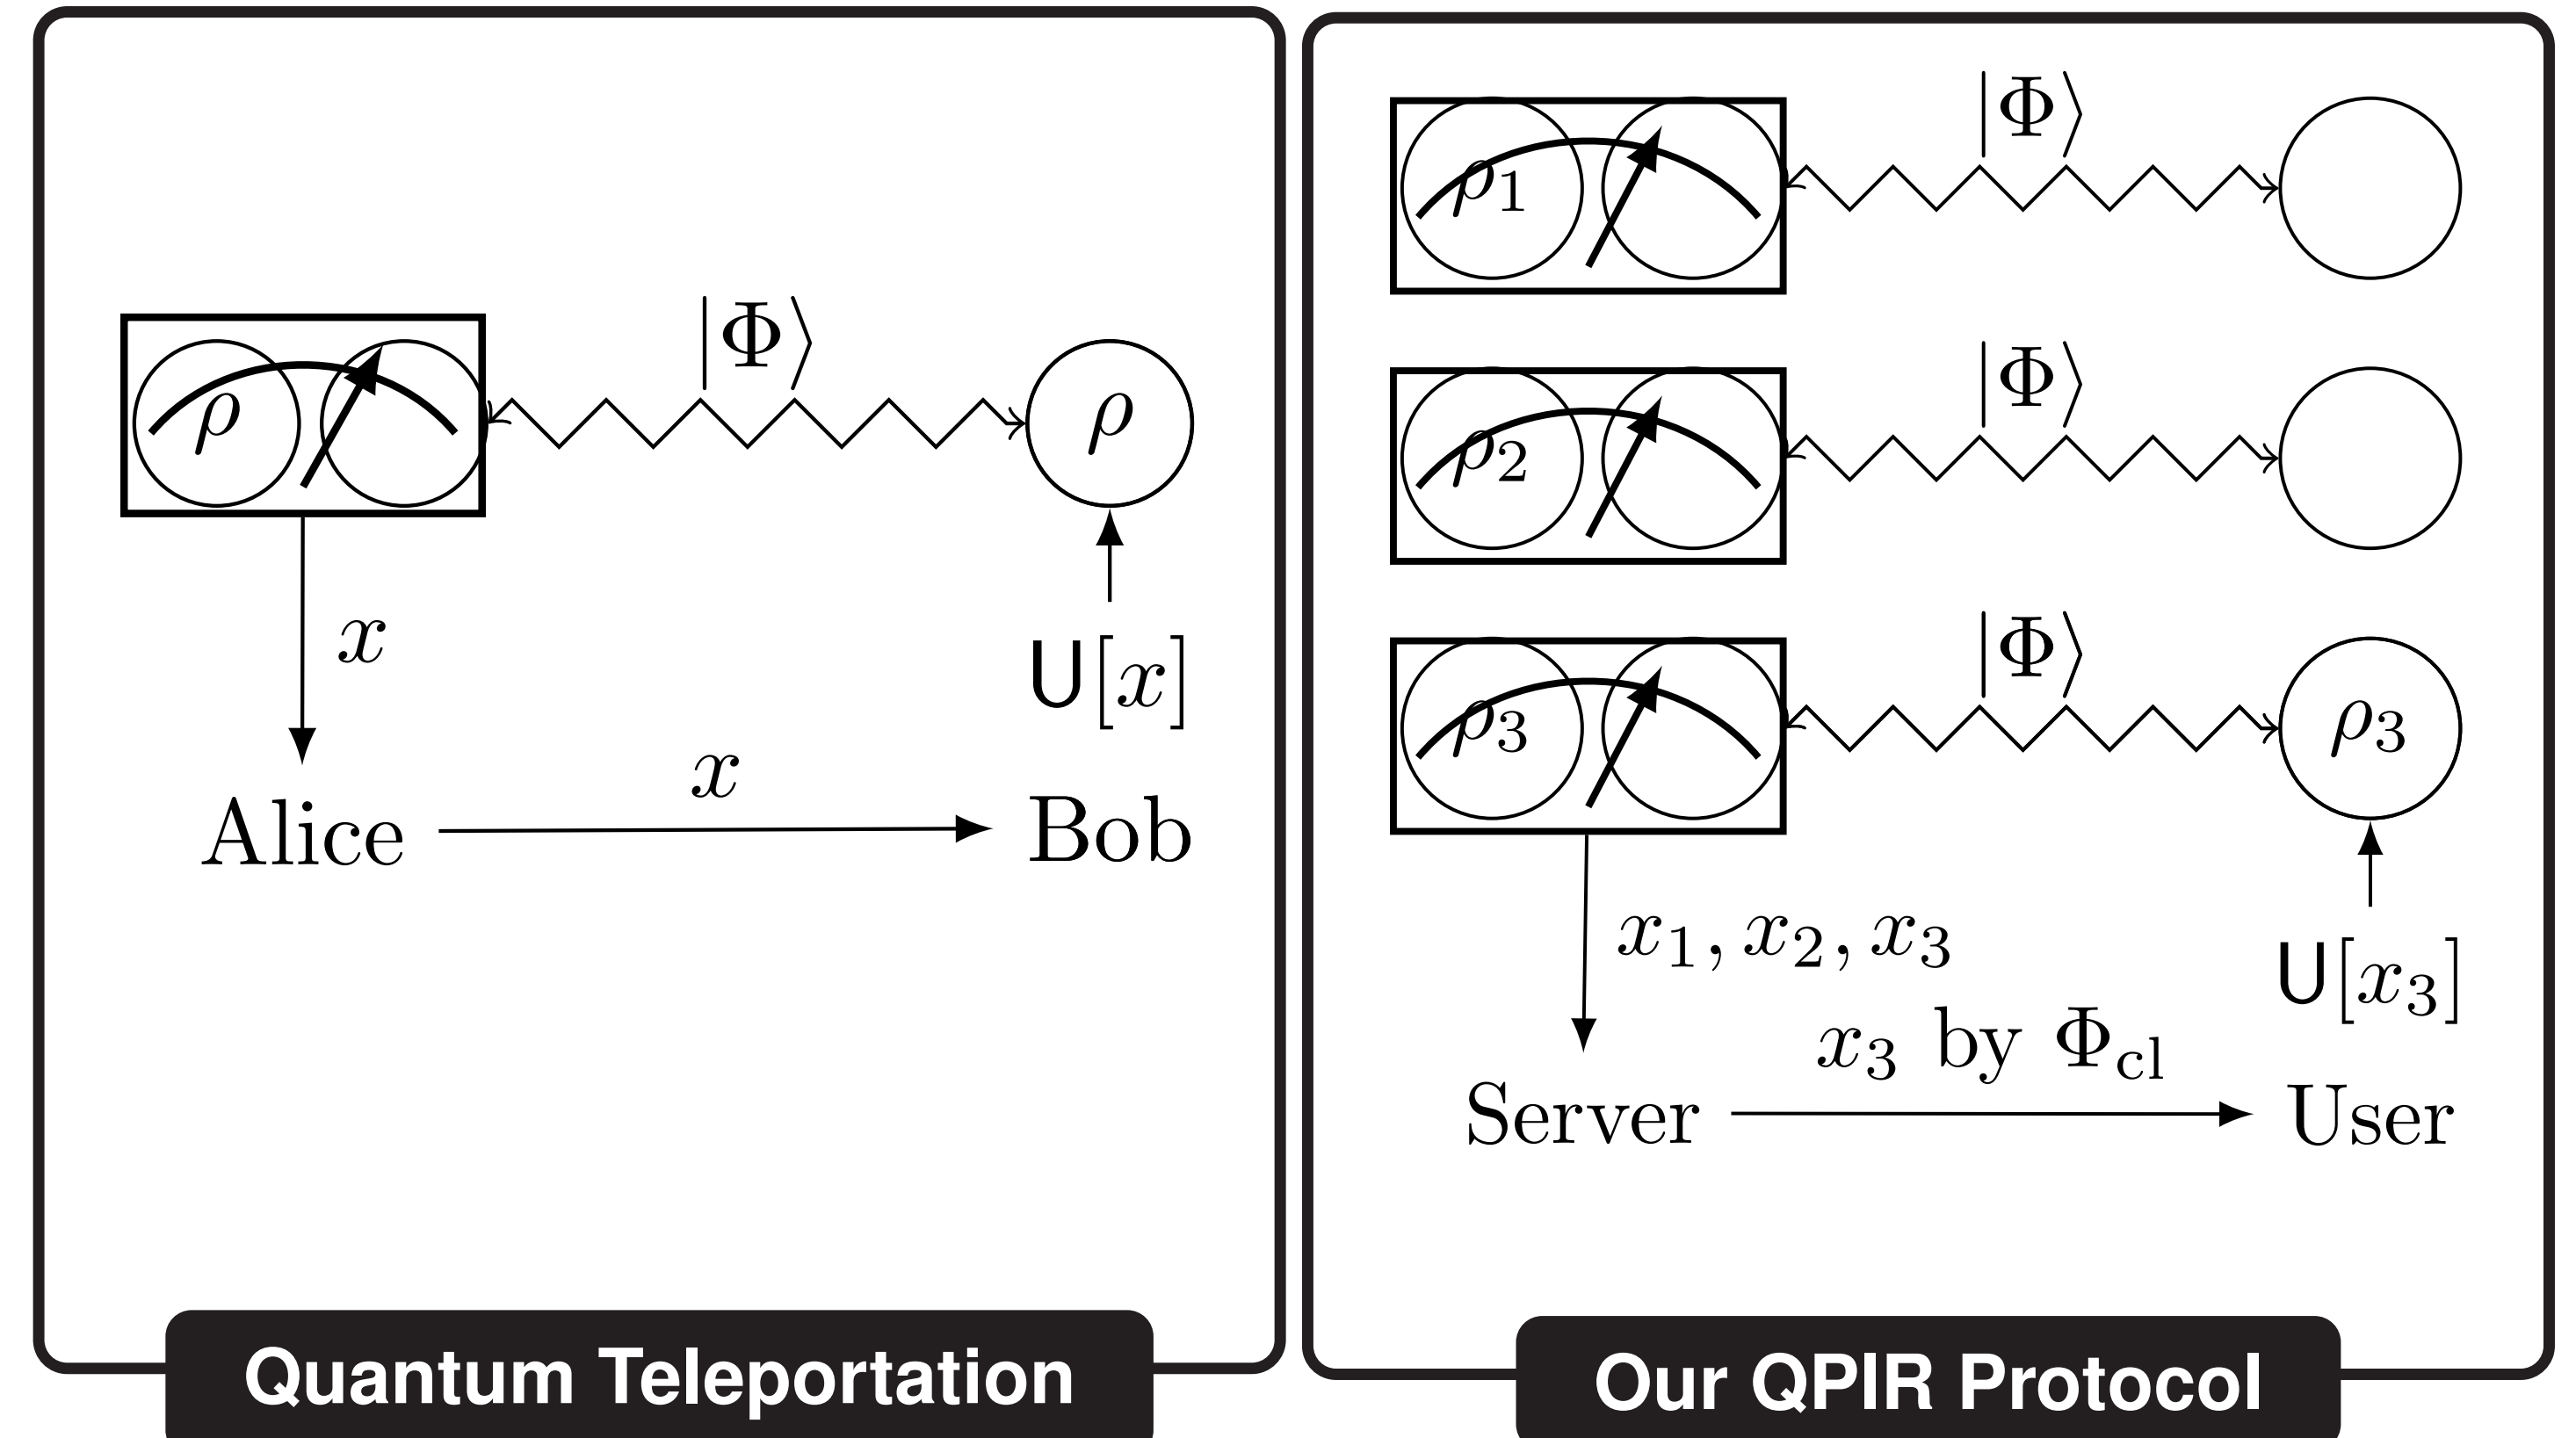 |Φ⟩
ρ
ρ
x
U[x]
x
Alice
Bob
Quantum Teleportation
|Φ⟩
ρ1
|Φ⟩
ρ2
|Φ⟩
ρ3
ρ3
x1, x2, x3
U[x3]
x3 by Φcl
Server
User
Our QPIR Protocol